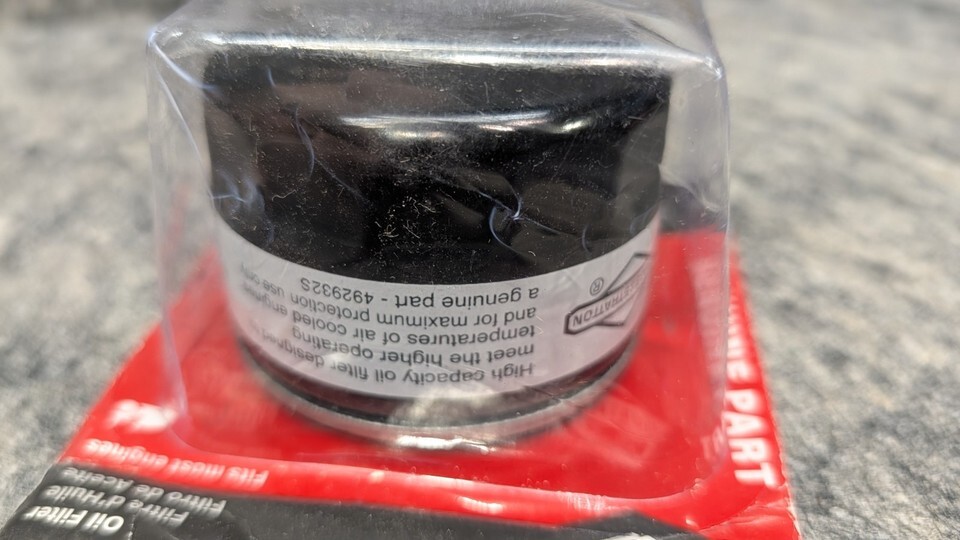 High capacity oil filter designed to
meet the higher operating
temperatures of air cooled engines
and for maximum protection use only
a genuine part - 492932S
STRATTON
®
PART
Fits most engines
Oil Filter
Filtre d'Huile
Filtro de Aceite